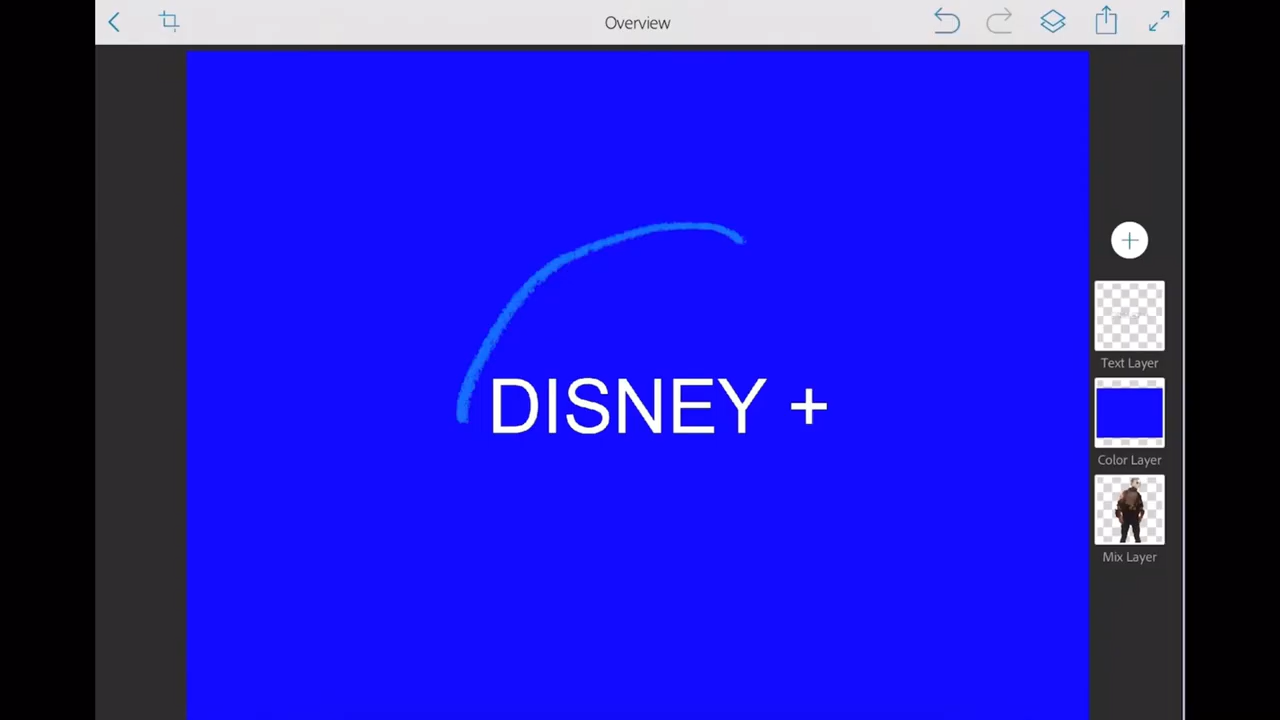 Overview
DISNEY +
Text Layer
Color Layer
Mix Layer